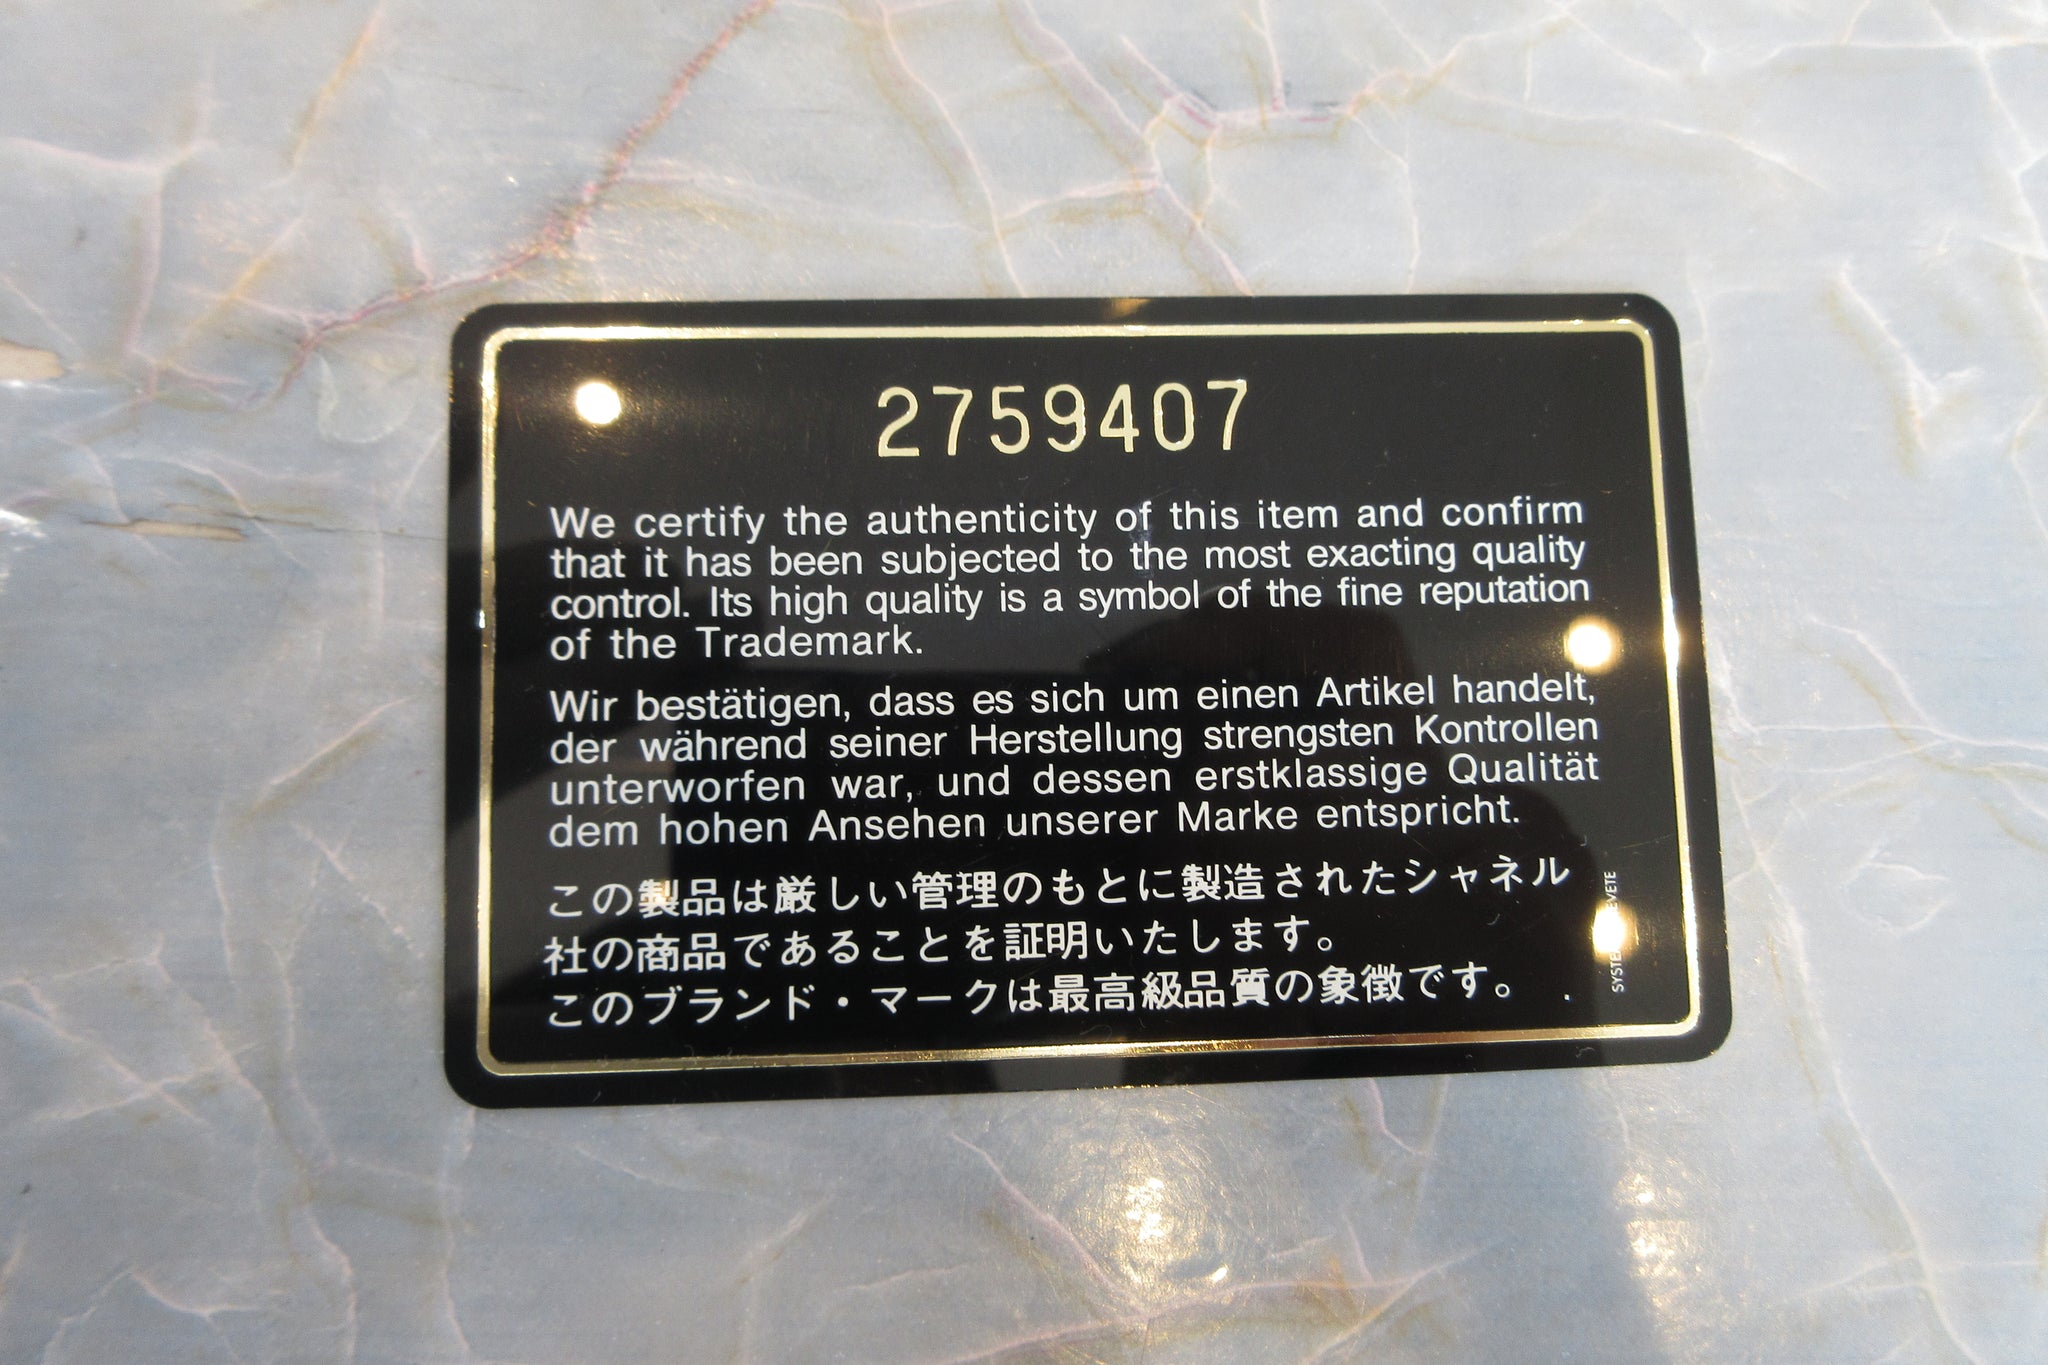 2759407
We certify the authenticity of this item and confirm
that it has been subjected to the most exacting quality
control. Its high quality is a symbol of the fine reputation
of the Trademark.
Wir bestätigen, dass es sich um einen Artikel handelt,
der während seiner Herstellung strengsten Kontrollen
unterworfen war, und dessen erstklassige Qualität
dem hohen Ansehen unserer Marke entspricht.
この製品は厳しい管理のもとに製造されたシャネル
社の商品であることを証明いたします。
このブランド・マークは最高級品質の象徴です。